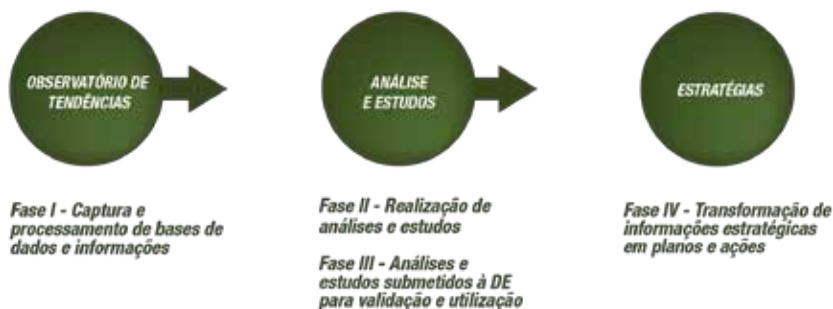 OBSERVATÓRIO DE
TENDÊNCIAS
Fase I - Captura e
processamento de bases de
dados e informações
ANÁLISE
E ESTUDOS
Fase II - Realização de
análises e estudos
Fase III - Análises e
estudos submetidos à DE
para validação e utilização
ESTRATÉGIAS
Fase IV - Transformação de
informações estratégicas
em planos e ações